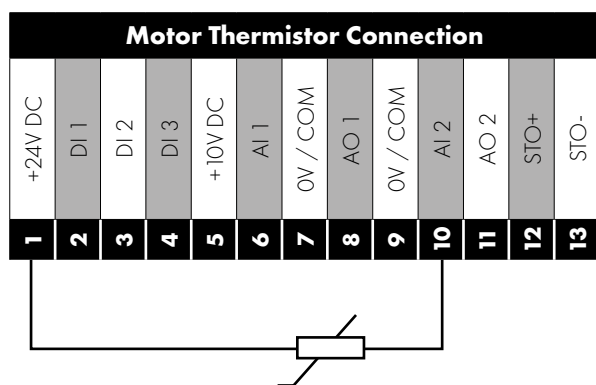 Motor Thermistor Connection
+24V DC
DI 1
DI 2
DI 3
+10V DC
AI 1
0V / COM
AO 1
0V / COM
AI 2
AO 2
STO+
STO-
1
2
3
4
5
6
7
8
9
10
11
12
13